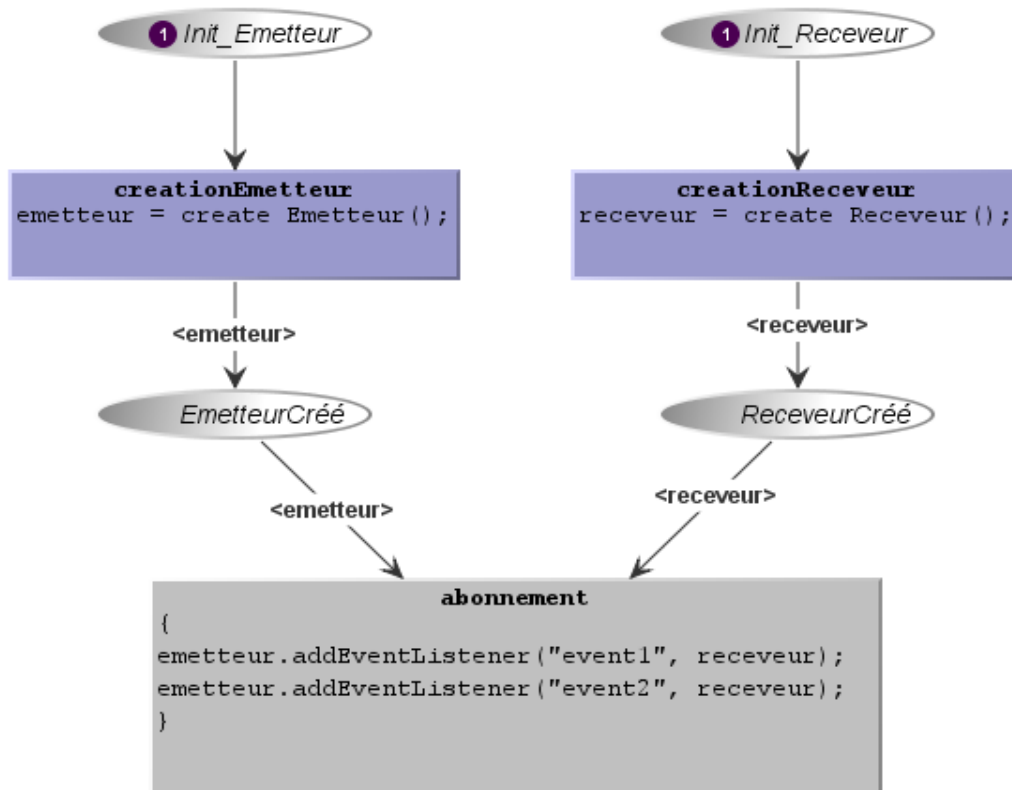 1 Init_Emetteur
1 Init_Receveur
creationEmetteur
emetteur = create Emetteur();
creationReceveur
receveur = create Receveur();
<emetteur>
<receveur>
EmetteurCréé
ReceveurCréé
<emetteur>
<receveur>
abonnement
{
emetteur.addEventListener("event1", receveur);
emetteur.addEventListener("event2", receveur);
}